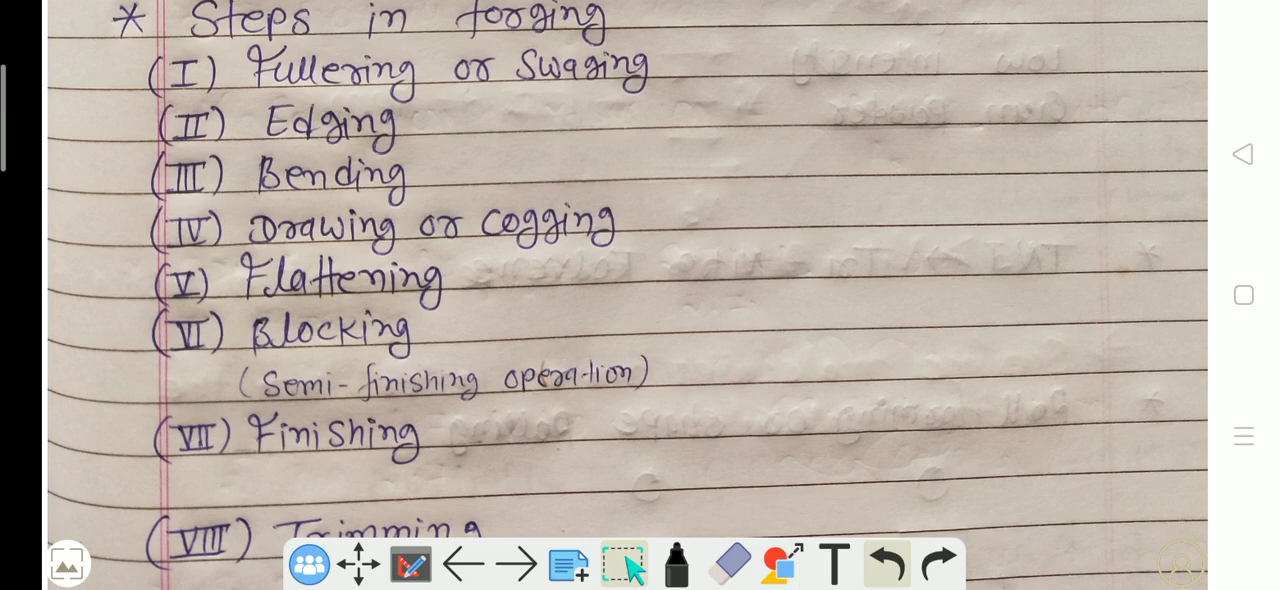 * Steps in forging
(I) Fullering or Swaging
(II) Edging
(III) Bending
(IV) Drawing or Cogging
(V) Flattening
(VI) Blocking
(Semi-finishing operation)
(VII) Finishing
(VIII) Trimming
T